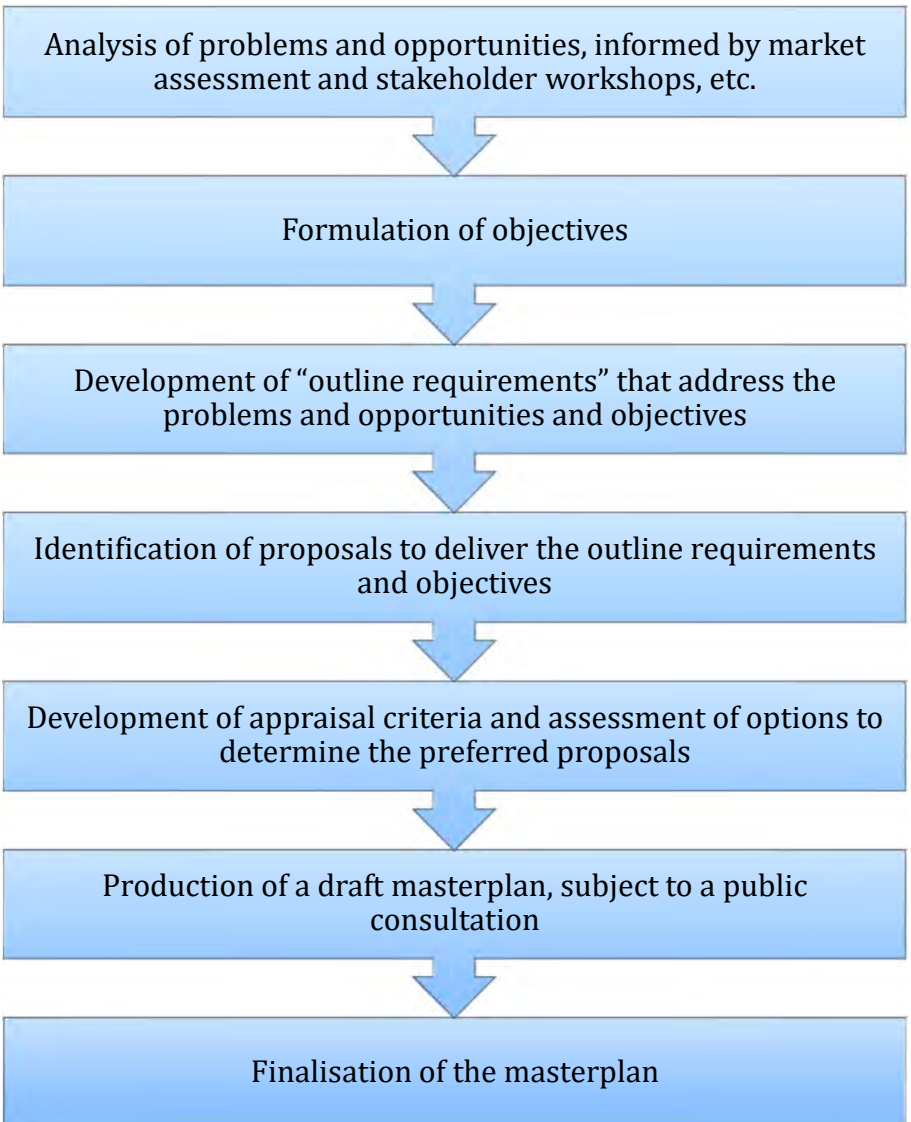 Analysis of problems and opportunities, informed by market
assessment and stakeholder workshops, etc.
Formulation of objectives
Development of “outline requirements” that address the
problems and opportunities and objectives
Identification of proposals to deliver the outline requirements
and objectives
Development of appraisal criteria and assessment of options to
determine the preferred proposals
Production of a draft masterplan, subject to a public
consultation
Finalisation of the masterplan